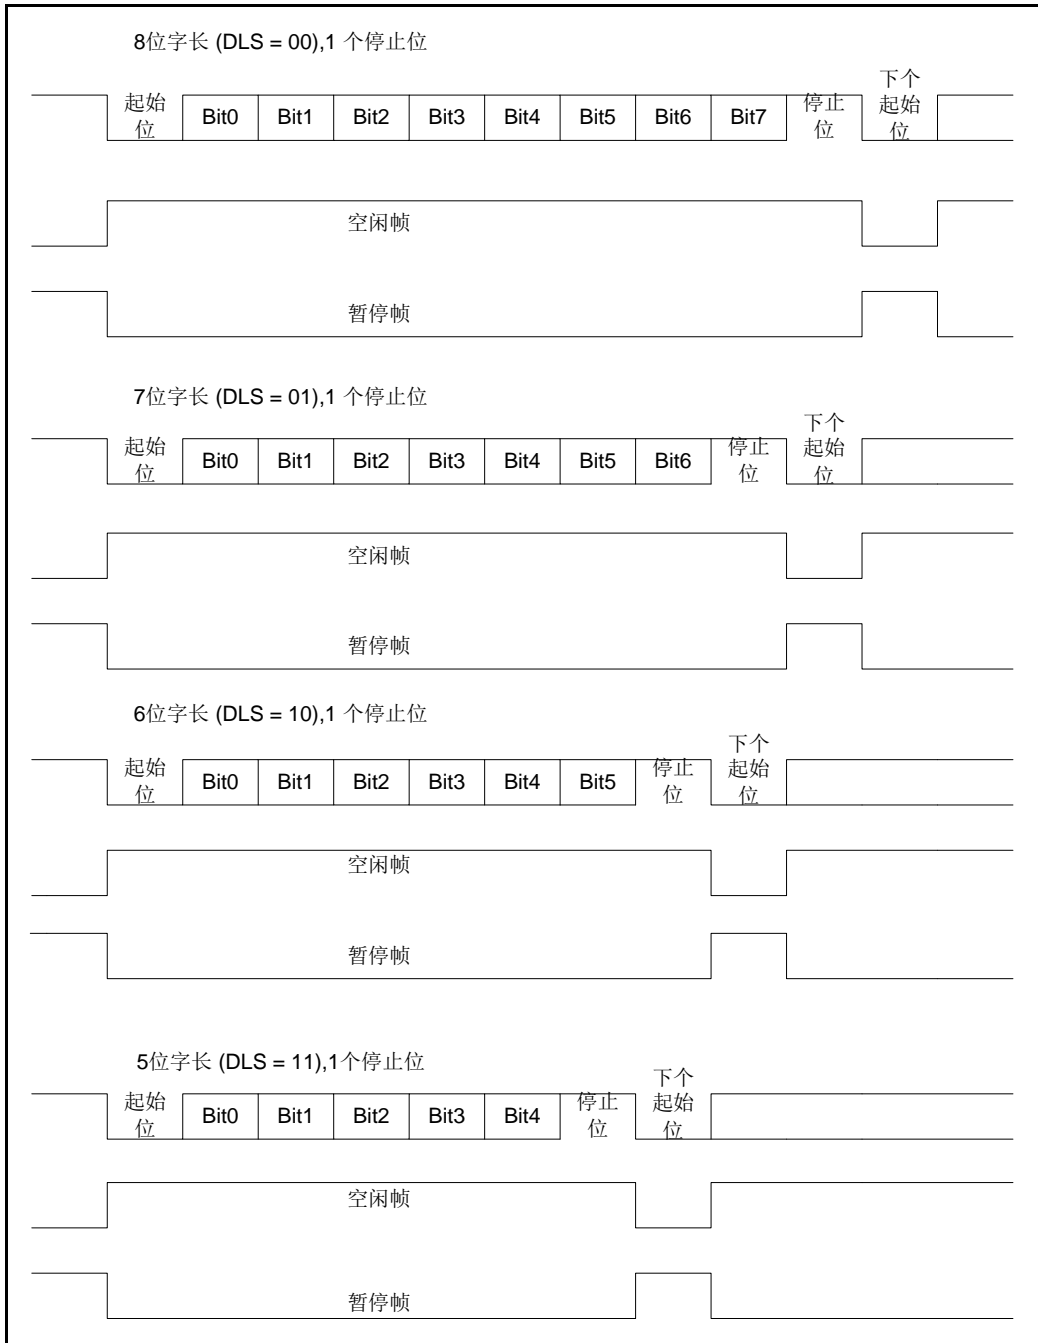 8位字长 (DLS = 00),1 个停止位
起始位 Bit0 Bit1 Bit2 Bit3 Bit4 Bit5 Bit6 Bit7 停止位 下个起始位
空闲帧
暂停帧
7位字长 (DLS = 01),1 个停止位
起始位 Bit0 Bit1 Bit2 Bit3 Bit4 Bit5 Bit6 停止位 下个起始位
空闲帧
暂停帧
6位字长 (DLS = 10),1 个停止位
起始位 Bit0 Bit1 Bit2 Bit3 Bit4 Bit5 停止位 下个起始位
空闲帧
暂停帧
5位字长 (DLS = 11),1个停止位
起始位 Bit0 Bit1 Bit2 Bit3 Bit4 停止位 下个起始位
空闲帧
暂停帧